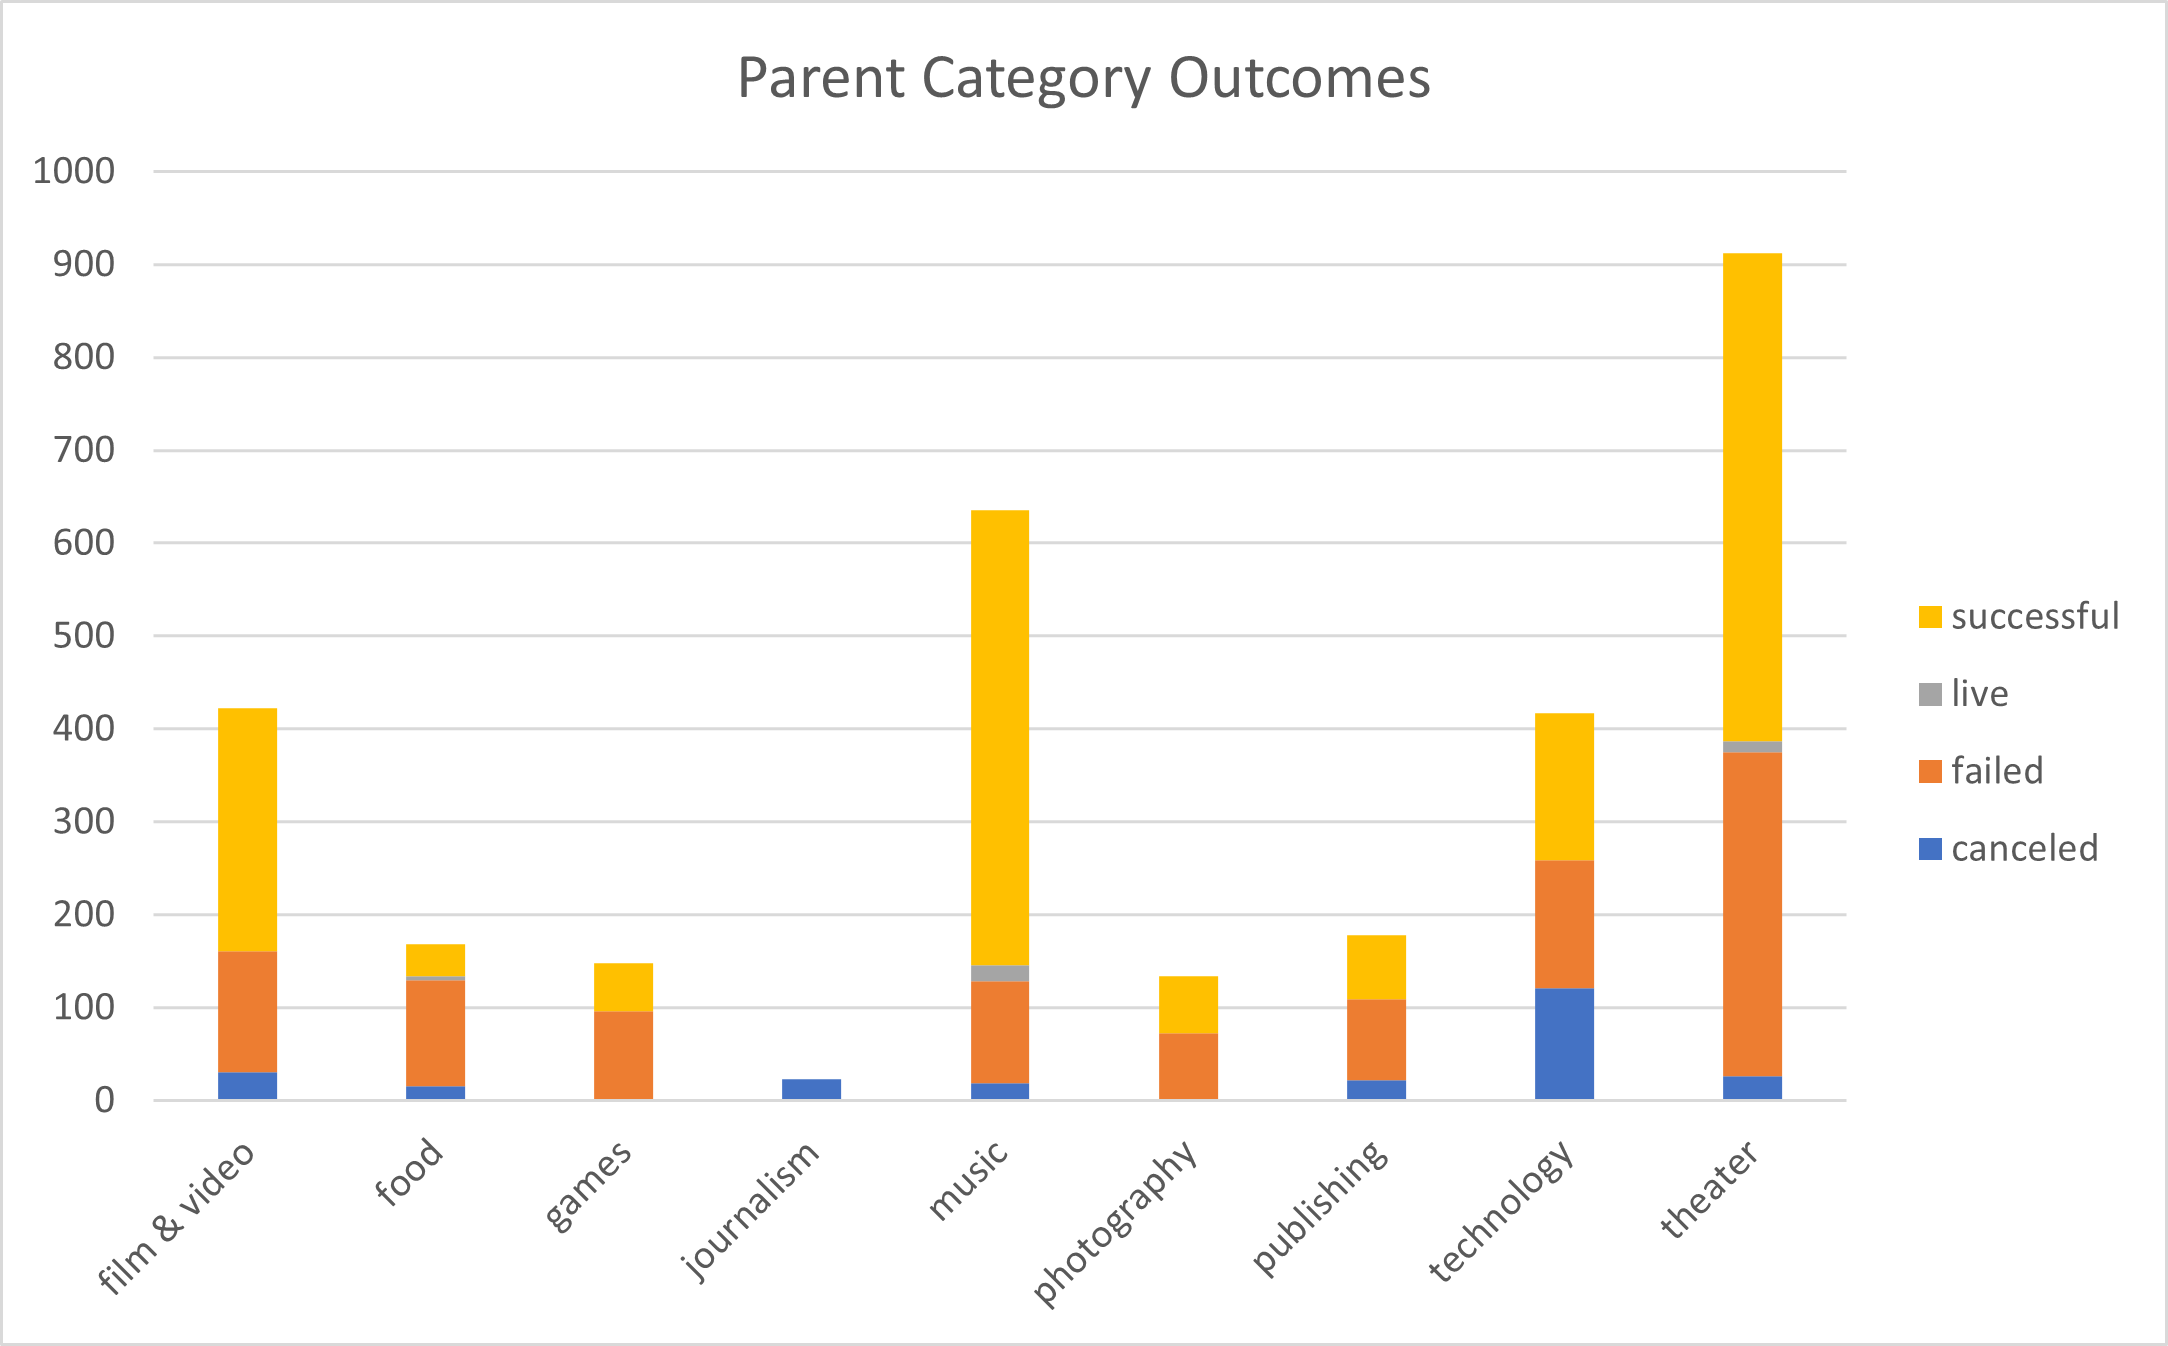 Parent Category Outcomes
1000
900
800
700
600
500
400
300
200
100
0
film & video
food
games
journalism
music
photography
publishing
technology
theater
successful
live
failed
canceled